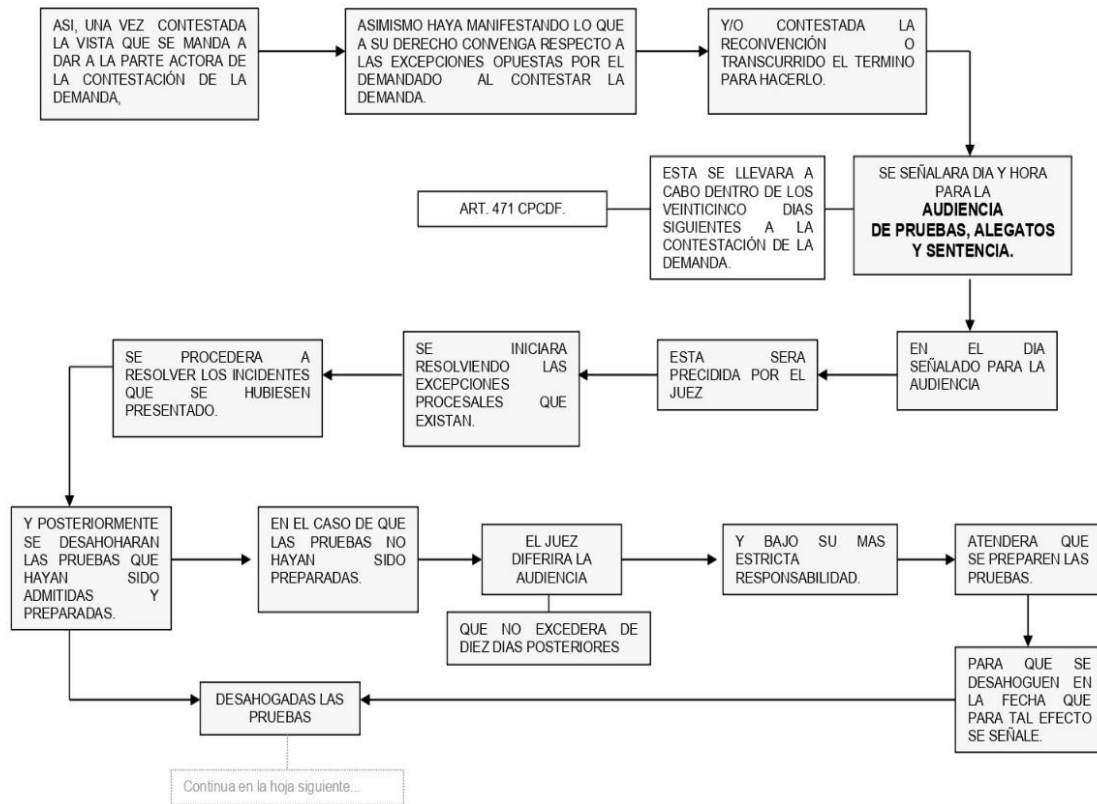 ASI, UNA VEZ CONTESTADA
LA VISTA QUE SE MANDA A
DAR A LA PARTE ACTORA DE
DE LA CONTESTACIÓN DE LA
DEMANDA,
ASIMISMO HAYA MANIFESTANDO LO QUE
A SU DERECHO CONVENGA RESPECTO A
LAS EXCEPCIONES OPUESTAS POR EL
DEMANDADO AL CONTESTAR LA
DEMANDA.
Y/O CONTESTADA LA
RECONVENCIÓN O
TRANSCURRIDO EL TERMINO
PARA HACERLO.
SE SEÑALARA DIA Y HORA
PARA LA
AUDIENCIA
DE PRUEBAS, ALEGATOS
Y SENTENCIA.
ESTA SE LLEVARA A
CABO DENTRO DE LOS
VEINTICINCO DIAS
SIGUIENTES A LA
CONTESTACIÓN DE LA
DEMANDA.
ART. 471 CPCDF.
EN EL DIA
SEÑALADO PARA LA
AUDIENCIA
ESTA SERA
PRECIDIDA POR EL
JUEZ
SE INICIARA
RESOLVIENDO LAS
EXCEPCIONES
PROCESALES QUE
EXISTAN.
SE PROCEDERA A
RESOLVER LOS INCIDENTES
QUE SE HUBIESEN
PRESENTADO.
Y POSTERIORMENTE
SE DESAHOHARAN
LAS PRUEBAS QUE
HAYAN SIDO
ADMITIDAS Y
PREPARADAS.
EN EL CASO DE QUE
LAS PRUEBAS NO
HAYAN SIDO
PREPARADAS.
EL JUEZ
DIFERIRA LA
AUDIENCIA
QUE NO EXCEDERA DE
DIEZ DIAS POSTERIORES
Y BAJO SU MAS
ESTRICTA
RESPONSABILIDAD.
ATENDERA QUE
SE PREPAREN LAS
PRUEBAS.
PARA QUE SE
DESAHOGUEN EN
LA FECHA QUE
PARA TAL EFECTO
SE SEÑALE.
DESAHOGADAS LAS
PRUEBAS
Continua en la hoja siguiente...